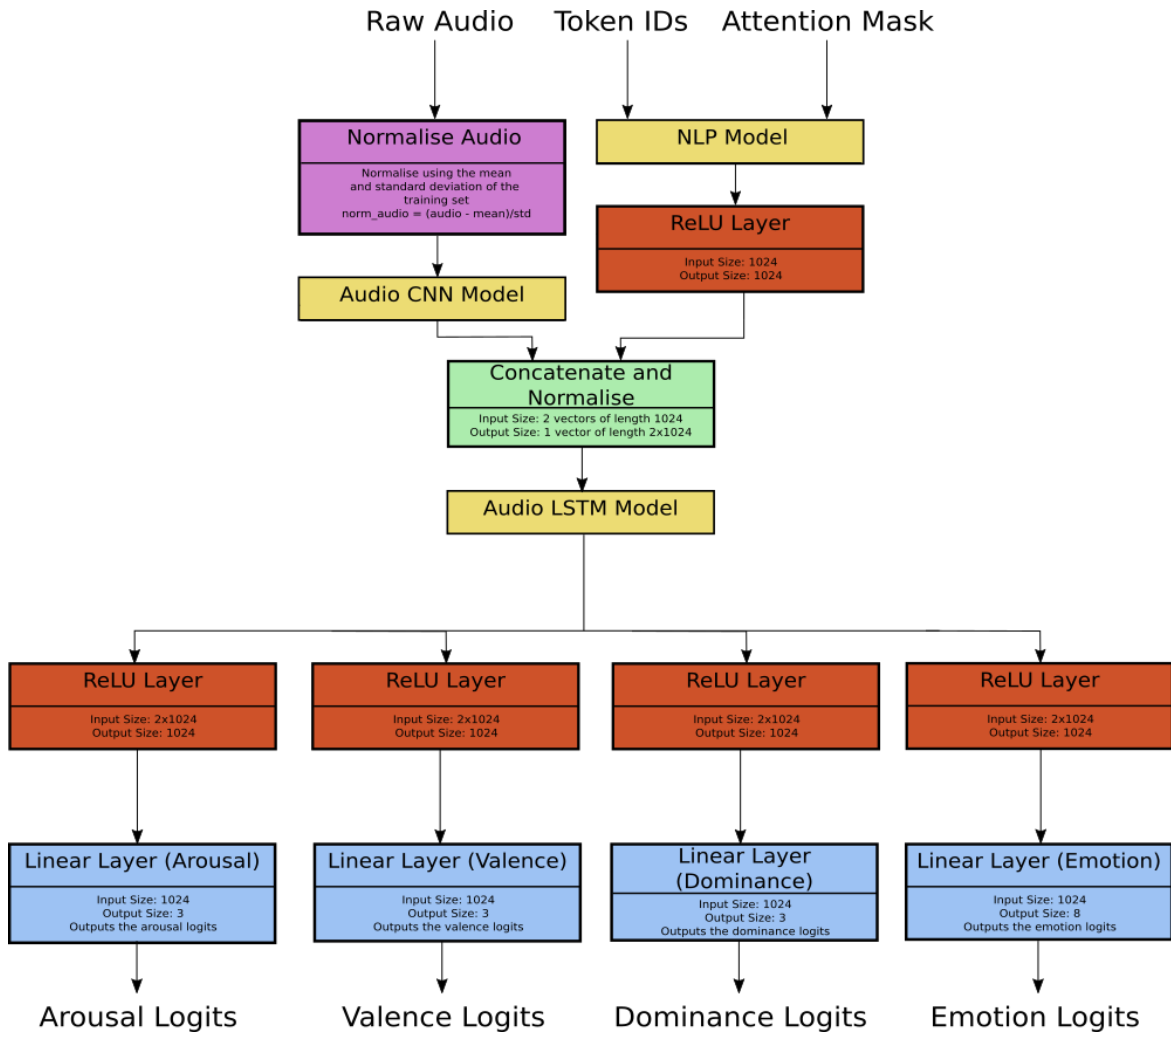 Raw Audio
Token IDs
Attention Mask
Normalise Audio
Normalise using the mean
and standard deviation of the
training set
norm_audio = (audio - mean)/std
NLP Model
ReLU Layer
Input Size: 1024
Output Size: 1024
Audio CNN Model
Concatenate and
Normalise
Input Size: 2 vectors of length 1024
Output Size: 1 vector of length 2x1024
Audio LSTM Model
ReLU Layer
Input Size: 2x1024
Output Size: 1024
ReLU Layer
Input Size: 2x1024
Output Size: 1024
ReLU Layer
Input Size: 2x1024
Output Size: 1024
ReLU Layer
Input Size: 2x1024
Output Size: 1024
Linear Layer (Arousal)
Input Size: 1024
Output Size: 3
Outputs the arousal logits
Linear Layer (Valence)
Input Size: 1024
Output Size: 3
Outputs the valence logits
Linear Layer
(Dominance)
Input Size: 1024
Output Size: 3
Outputs the dominance logits
Linear Layer (Emotion)
Input Size: 1024
Output Size: 8
Outputs the emotion logits
Arousal Logits
Valence Logits
Dominance Logits
Emotion Logits